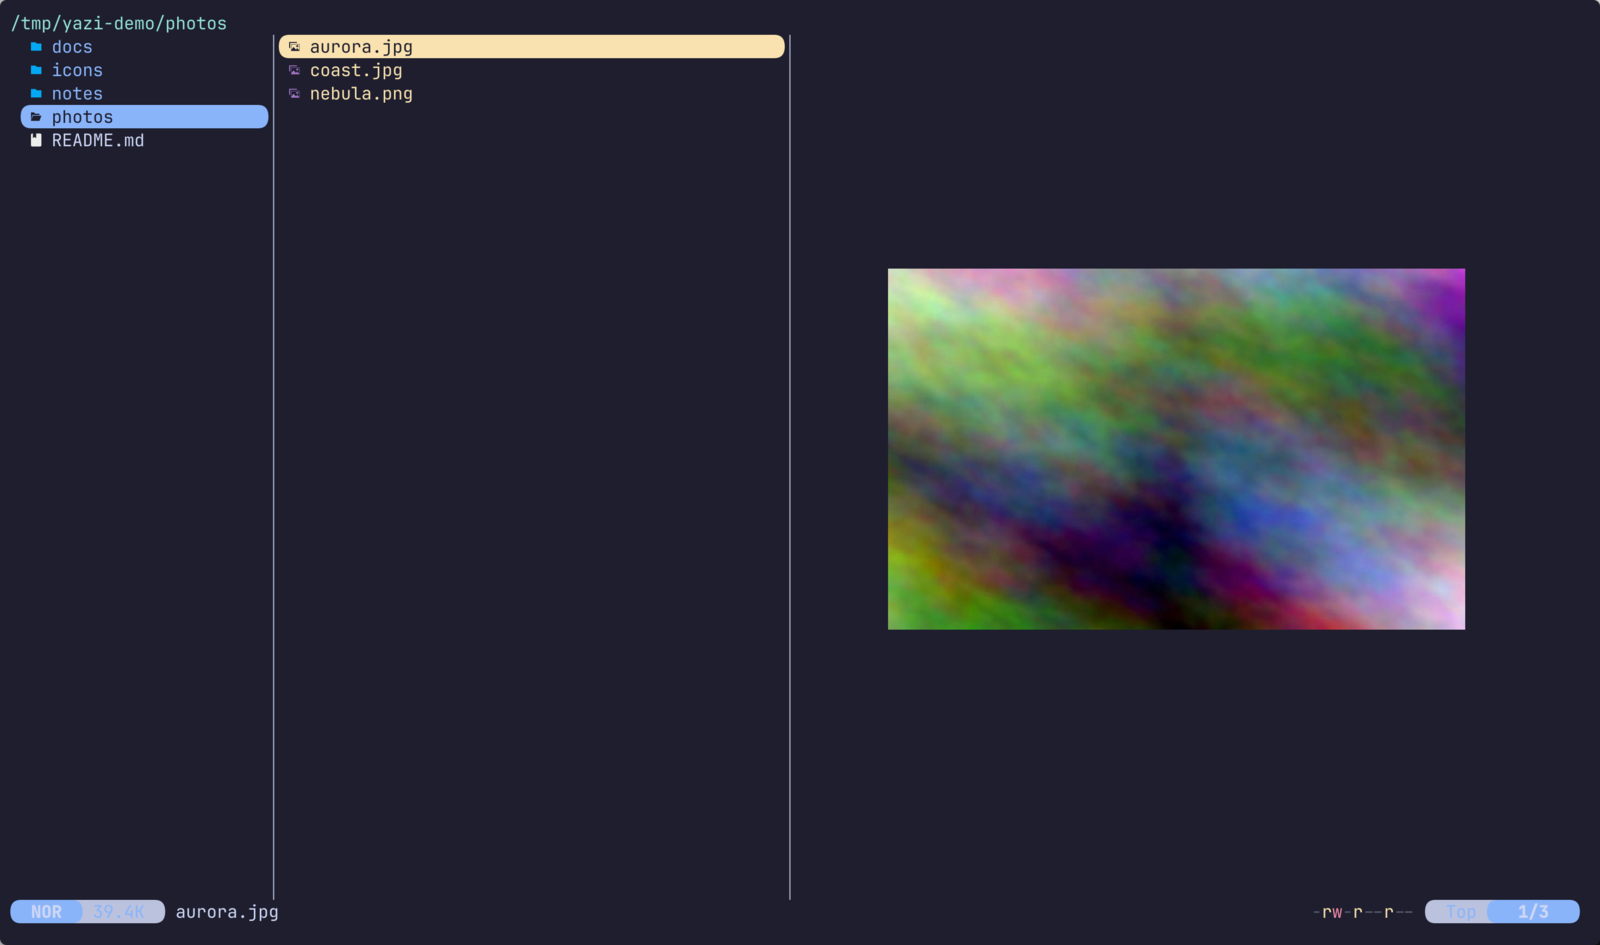 /tmp/yazi-demo/photos
docs
icons
notes
photos
README.md
aurora.jpg
coast.jpg
nebula.png
NOR 39.4K aurora.jpg
-rw-r--r-- Top 1/3